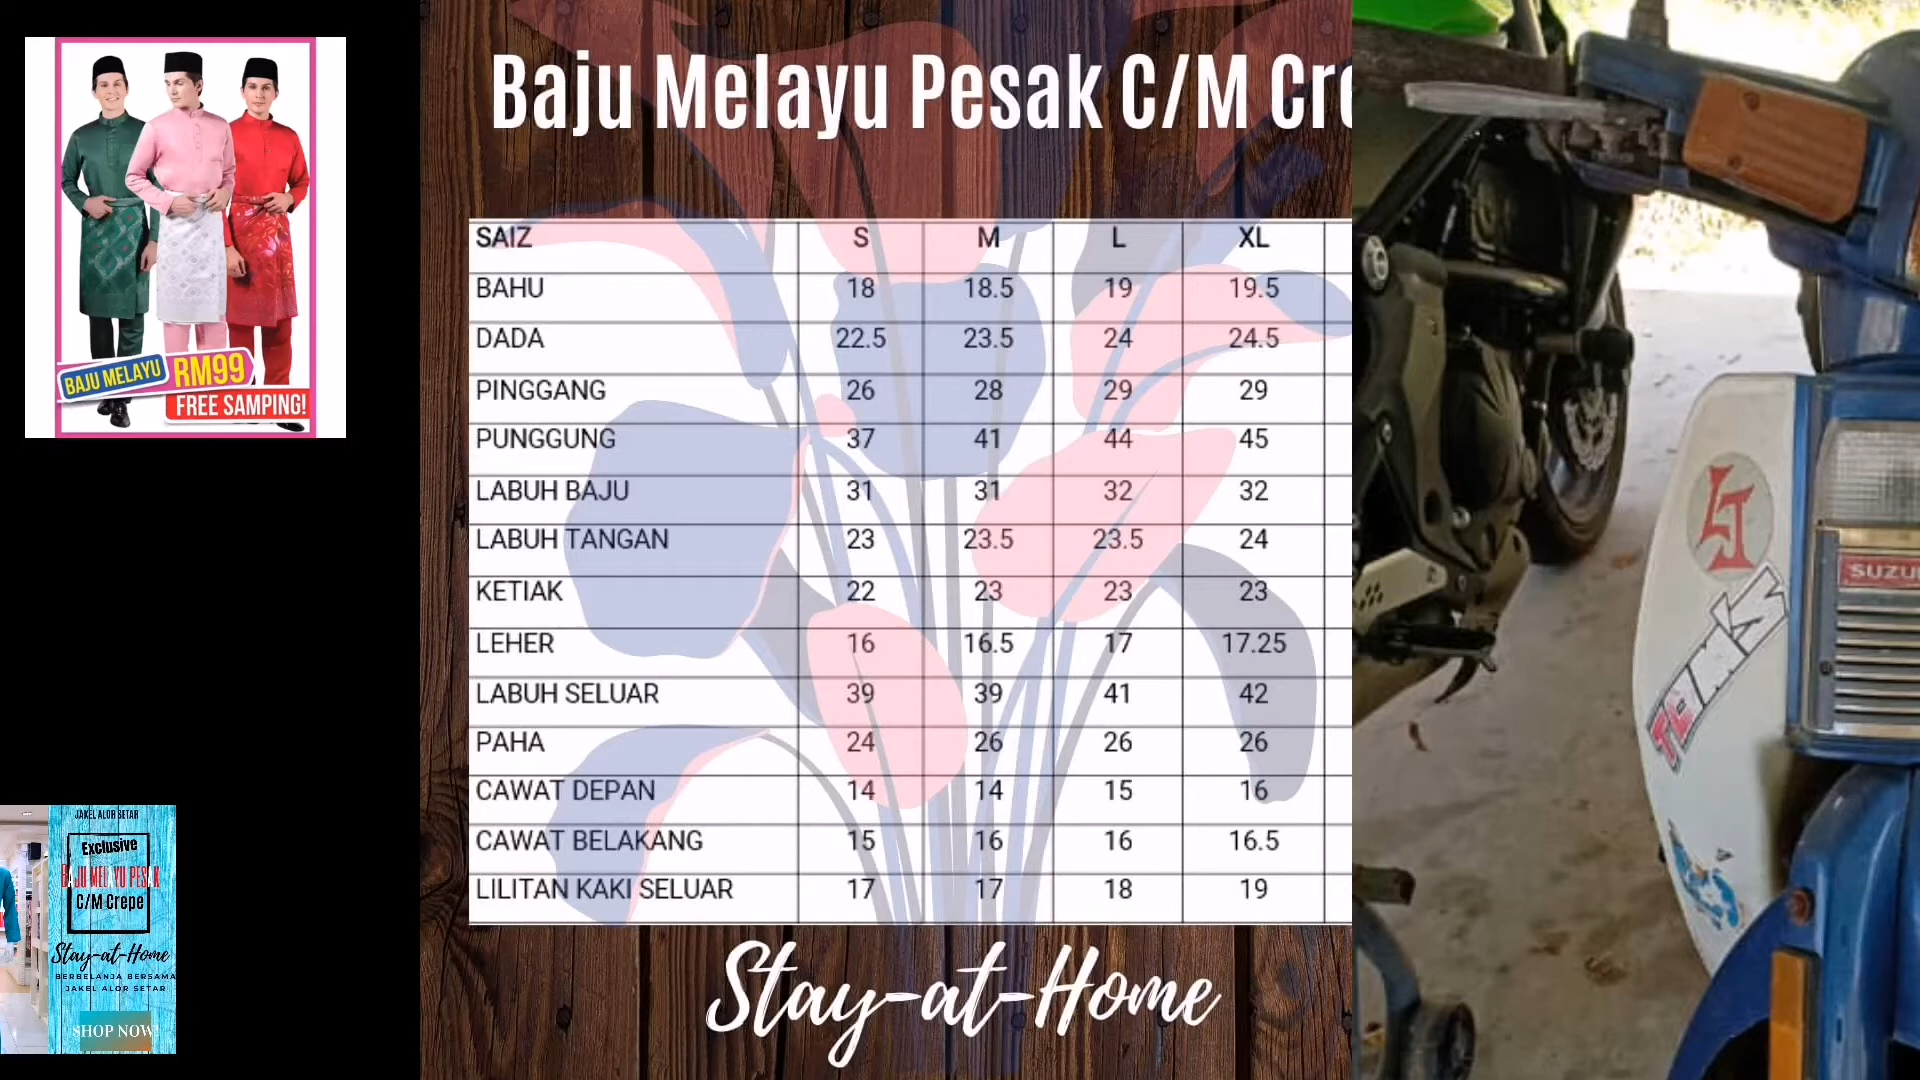 BAJU MELAYU RM99
FREE SAMPING!
JAKEL ALOR SETAR
Exclusive
BAJU MELAYU PESAK
C/M Crepe
Stay-at-Home
BERBELANJA BERSAMA
JAKEL ALOR SETAR
SHOP NOW!
Baju Melayu Pesak C/M Cre
SAIZ S M L XL
BAHU 18 18.5 19 19.5
DADA 22.5 23.5 24 24.5
PINGGANG 26 28 29 29
PUNGGUNG 37 41 44 45
LABUH BAJU 31 31 32 32
LABUH TANGAN 23 23.5 23.5 24
KETIAK 22 23 23 23
LEHER 16 16.5 17 17.25
LABUH SELUAR 39 39 41 42
PAHA 24 26 26 26
CAWAT DEPAN 14 14 15 16
CAWAT BELAKANG 15 16 16 16.5
LILITAN KAKI SELUAR 17 17 18 19
Stay-at-Home
LJ
SUZU